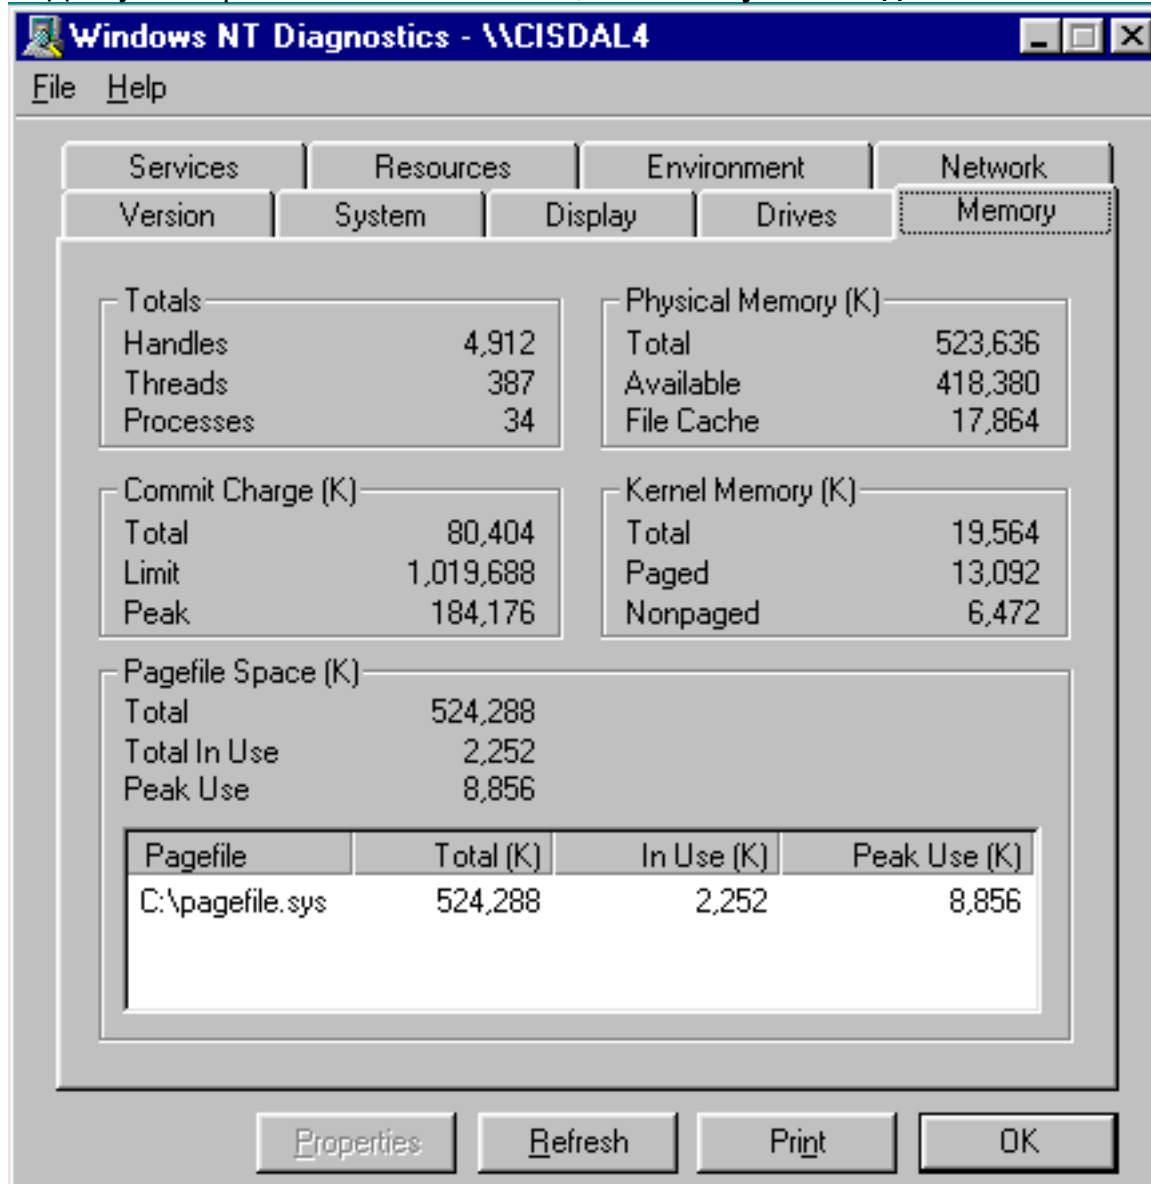 Windows NT Diagnostics - \\CISDAL4
File Help
Services Resources Environment Network
Version System Display Drives Memory
Totals
Handles 4,912
Threads 387
Processes 34
Physical Memory (K)
Total 523,636
Available 418,380
File Cache 17,864
Commit Charge (K)
Total 80,404
Limit 1,019,688
Peak 184,176
Kernel Memory (K)
Total 19,564
Paged 13,092
Nonpaged 6,472
Pagefile Space (K)
Total 524,288
Total In Use 2,252
Peak Use 8,856
Pagefile Total (K) In Use (K) Peak Use (K)
C:\pagefile.sys 524,288 2,252 8,856
Properties Refresh Print OK